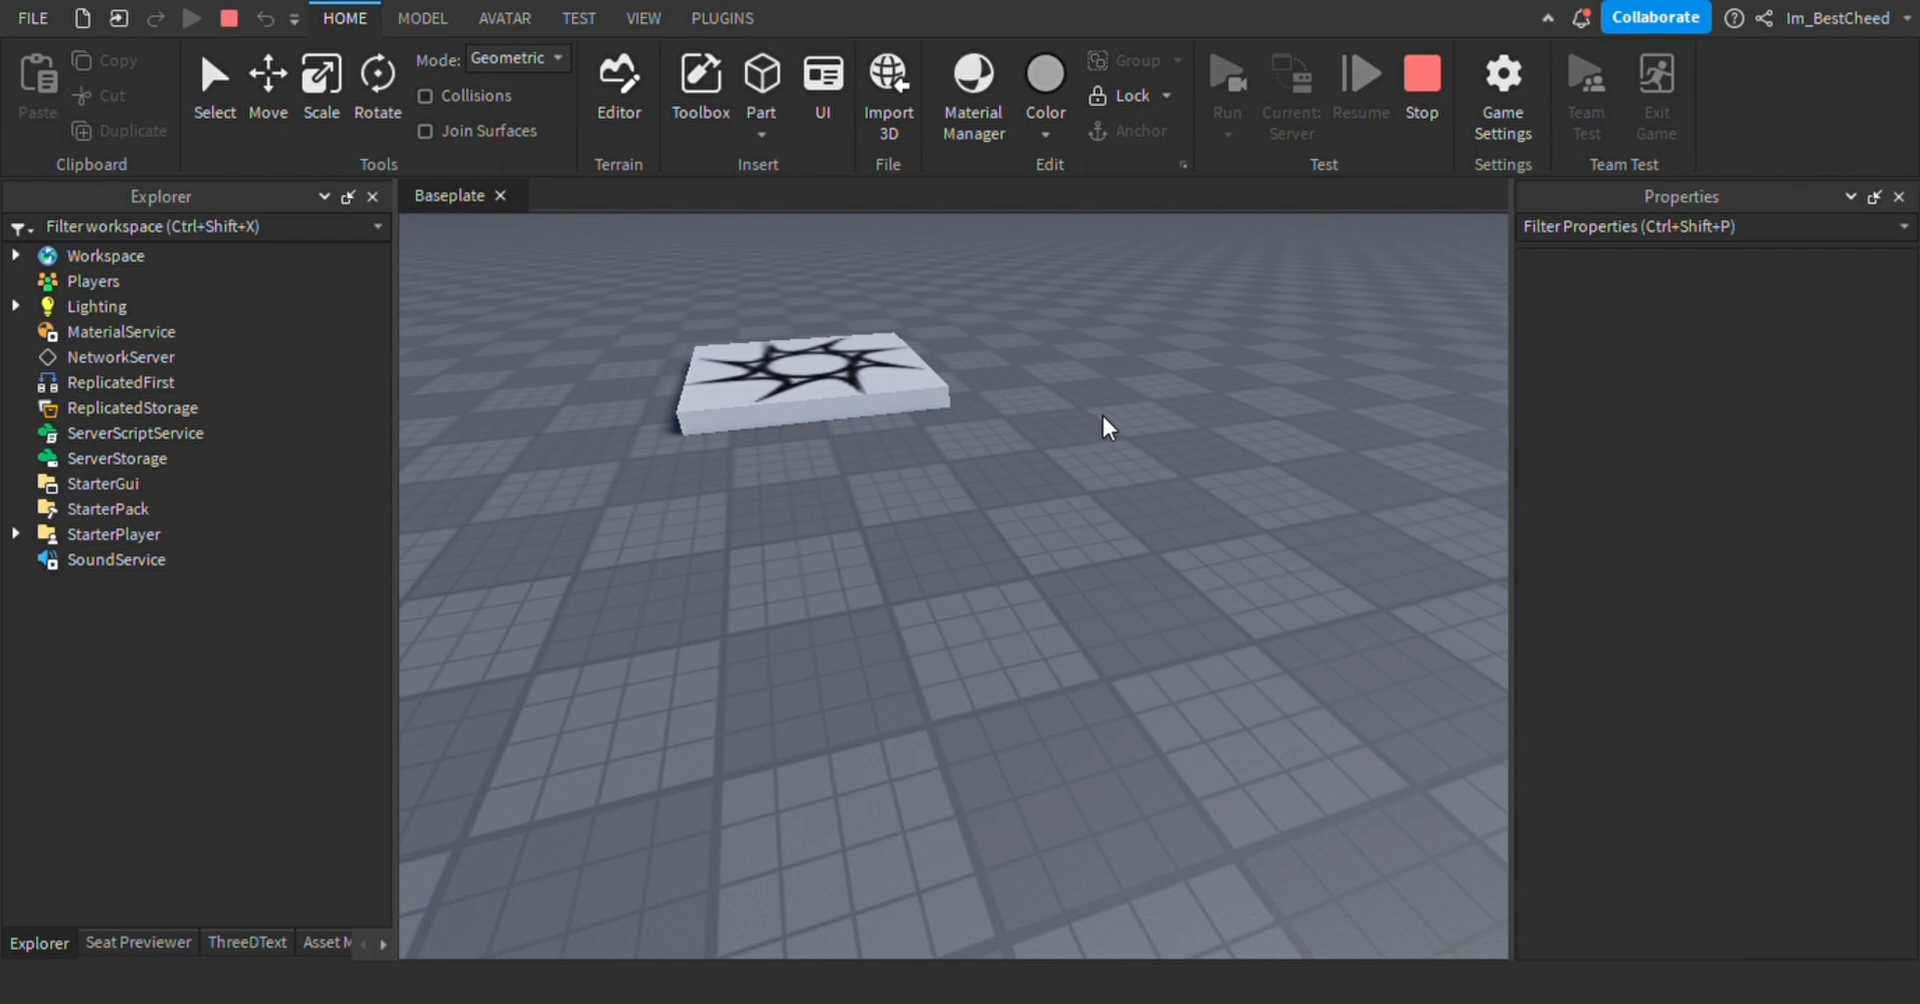 FILE HOME MODEL AVATAR TEST VIEW PLUGINS Collaborate Im_BestCheed
Paste
Copy
Cut
Duplicate
Clipboard
Select
Move
Scale
Rotate
Mode: Geometric
Collisions
Join Surfaces
Tools
Editor
Terrain
Toolbox
Part
UI
Insert
Import
3D
File
Material
Manager
Color
Group
Lock
Anchor
Edit
Run
Current:
Server
Resume
Stop
Test
Game
Settings
Settings
Team
Test
Exit
Game
Team Test
Explorer
Filter workspace (Ctrl+Shift+X)
Workspace
Players
Lighting
MaterialService
NetworkServer
ReplicatedFirst
ReplicatedStorage
ServerScriptService
ServerStorage
StarterGui
StarterPack
StarterPlayer
SoundService
Explorer Seat Previewer ThreeDText Asset M
Baseplate
Properties
Filter Properties (Ctrl+Shift+P)